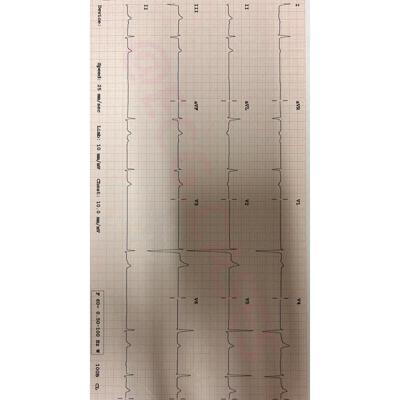 I aVR V1 V4
II aVL V2 V5
III aVF V3 V6
II
Device: Speed: 25 mm/sec Limb: 10 mm/mV Chest: 10.0 mm/mV F 60~ 0.50-100 Hz W 100B CL